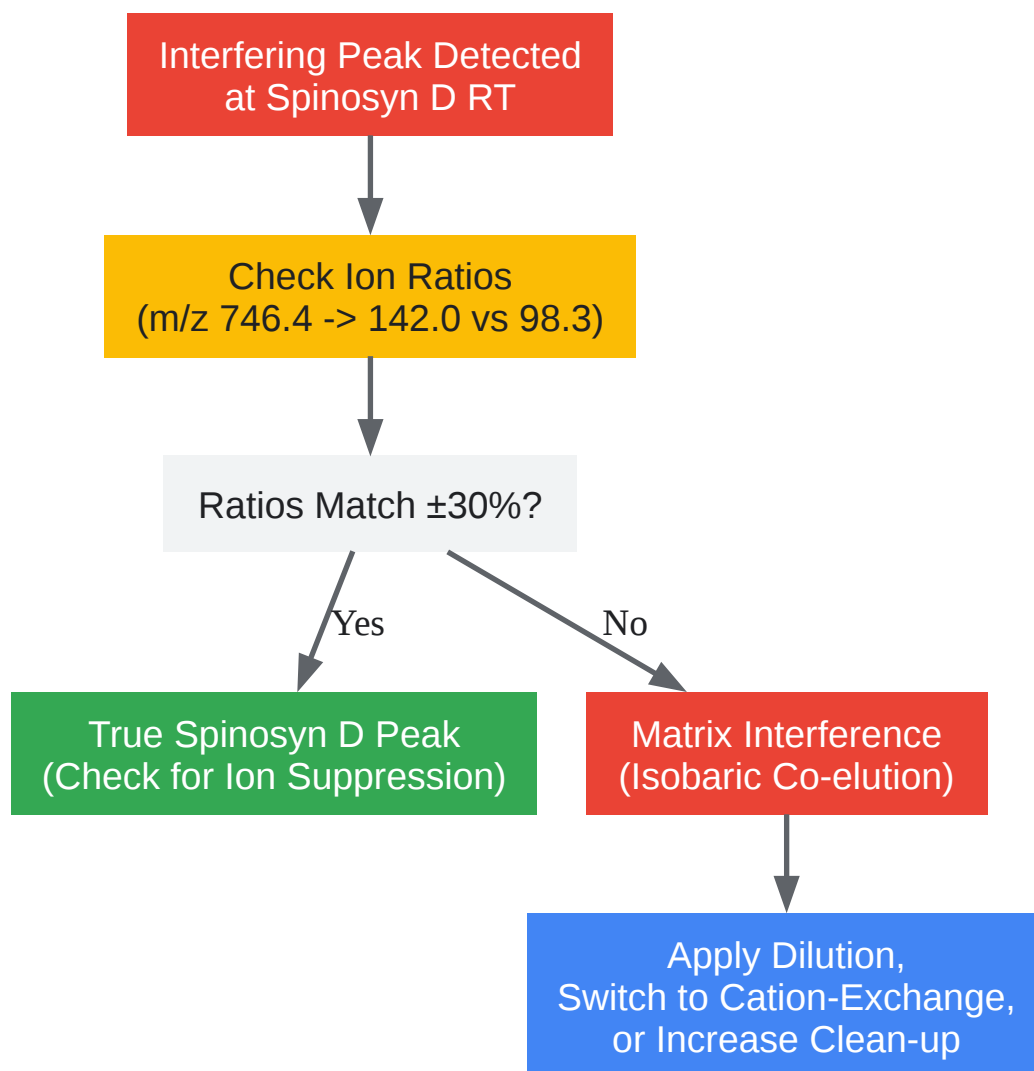 Interfering Peak Detected
at Spinosyn D RT
Check Ion Ratios
(m/z 746.4 -> 142.0 vs 98.3)
Ratios Match ±30%?
Yes
No
True Spinosyn D Peak
(Check for Ion Suppression)
Matrix Interference
(Isobaric Co-elution)
Apply Dilution,
Switch to Cation-Exchange,
or Increase Clean-up